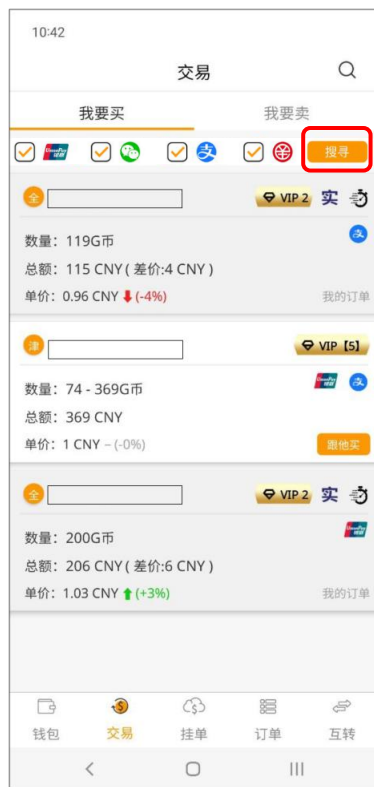 10:42
交易
我要买
我要卖
搜寻
全
VIP 2 实
数量：119G币
总额：115 CNY ( 差价:4 CNY )
单价：0.96 CNY (-4%)
我的订单
津
VIP【5】
数量：74 - 369G币
总额：369 CNY
单价：1 CNY – (-0%)
跟他买
全
VIP 2 实
数量：200G币
总额：206 CNY ( 差价:6 CNY )
单价：1.03 CNY (+3%)
我的订单
钱包
交易
挂单
订单
互转